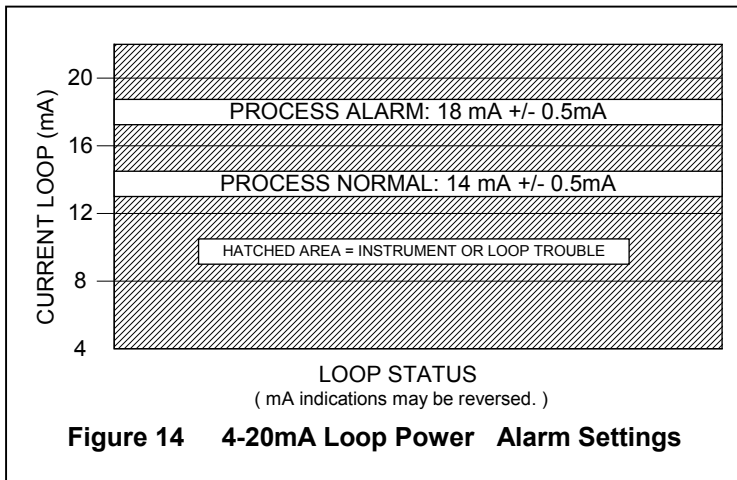 20
PROCESS ALARM: 18 mA +/- 0.5mA
16
PROCESS NORMAL: 14 mA +/- 0.5mA
12
HATCHED AREA = INSTRUMENT OR LOOP TROUBLE
8
4
CURRENT LOOP (mA)
LOOP STATUS
( mA indications may be reversed. )
Figure 14 4-20mA Loop Power Alarm Settings